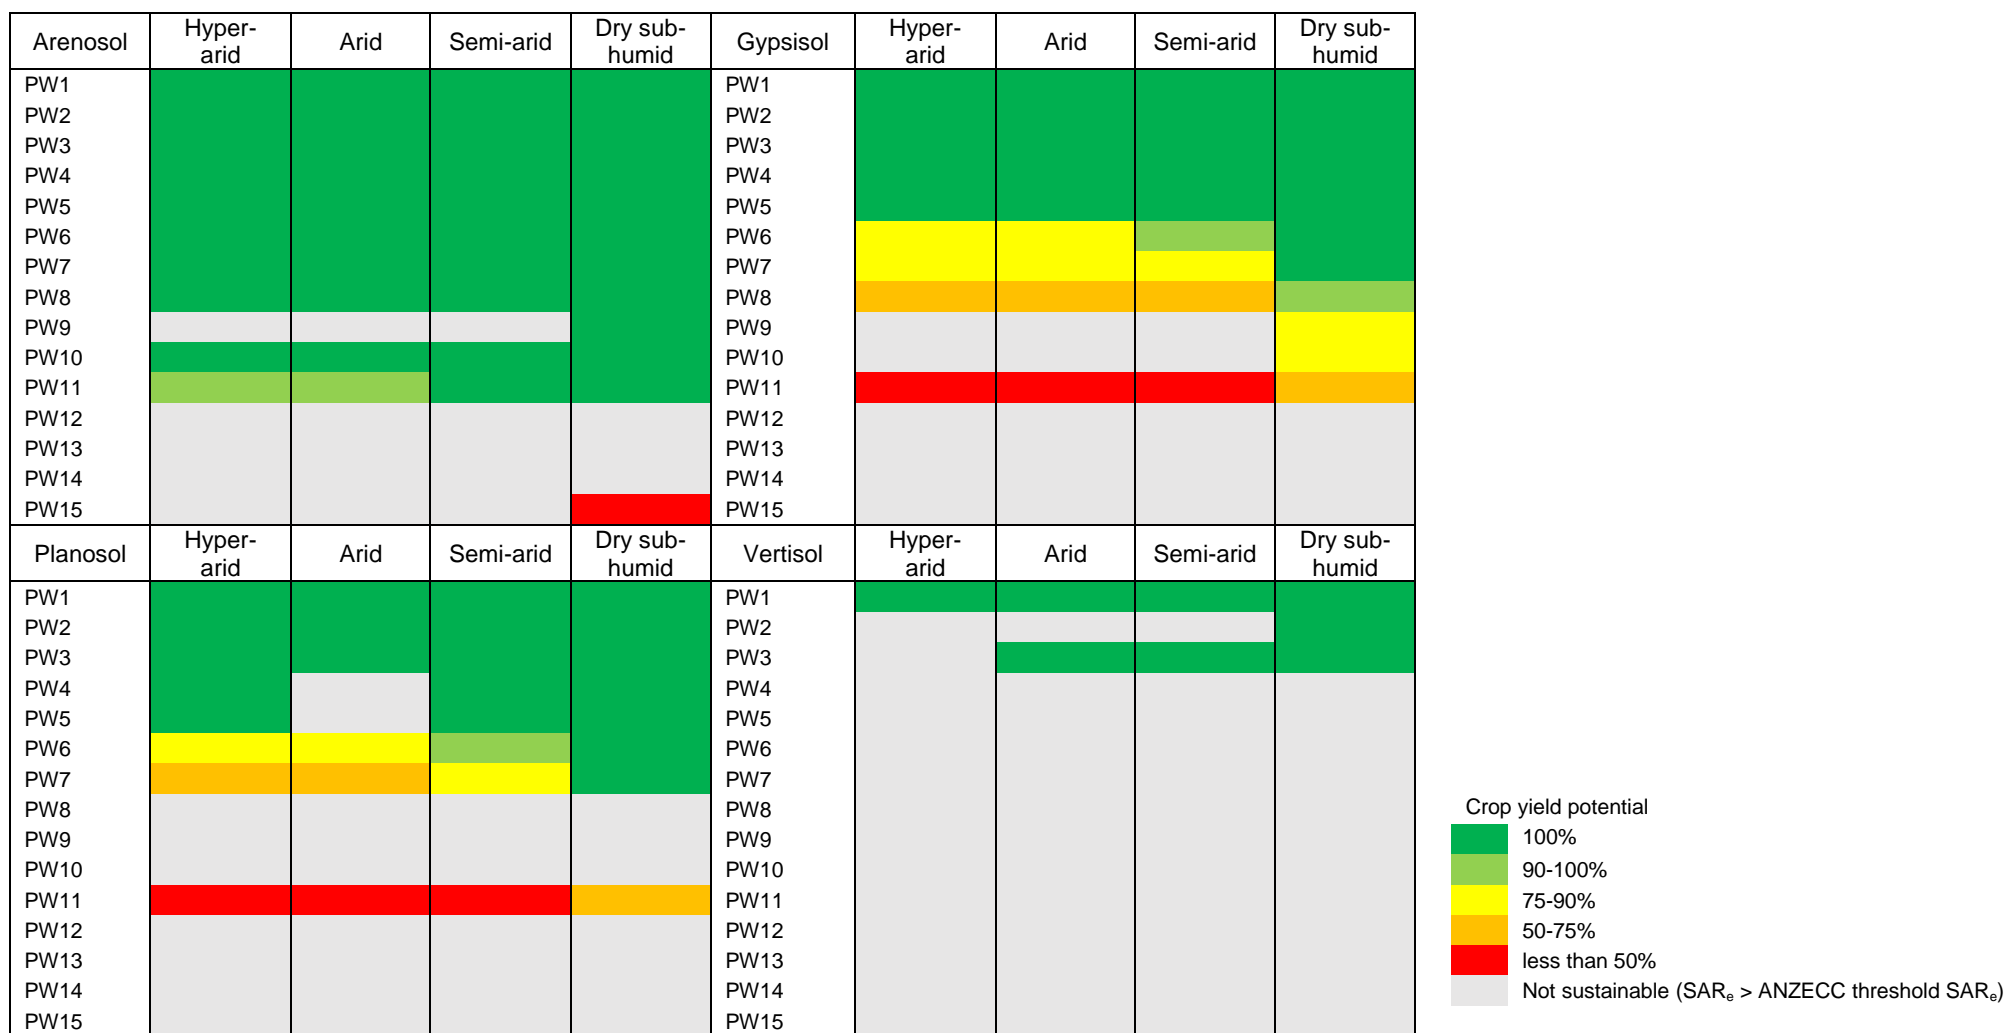 Arenosol Hyper-arid Arid Semi-arid Dry sub-humid Gypsisol Hyper-arid Arid Semi-arid Dry sub-humid
PW1 PW1
PW2 PW2
PW3 PW3
PW4 PW4
PW5 PW5
PW6 PW6
PW7 PW7
PW8 PW8
PW9 PW9
PW10 PW10
PW11 PW11
PW12 PW12
PW13 PW13
PW14 PW14
PW15 PW15
Planosol Hyper-arid Arid Semi-arid Dry sub-humid Vertisol Hyper-arid Arid Semi-arid Dry sub-humid
PW1 PW1
PW2 PW2
PW3 PW3
PW4 PW4
PW5 PW5
PW6 PW6
PW7 PW7
PW8 PW8
PW9 PW9
PW10 PW10
PW11 PW11
PW12 PW12
PW13 PW13
PW14 PW14
PW15 PW15
Crop yield potential
100%
90-100%
75-90%
50-75%
less than 50%
Not sustainable (SARe > ANZECC threshold SARe)